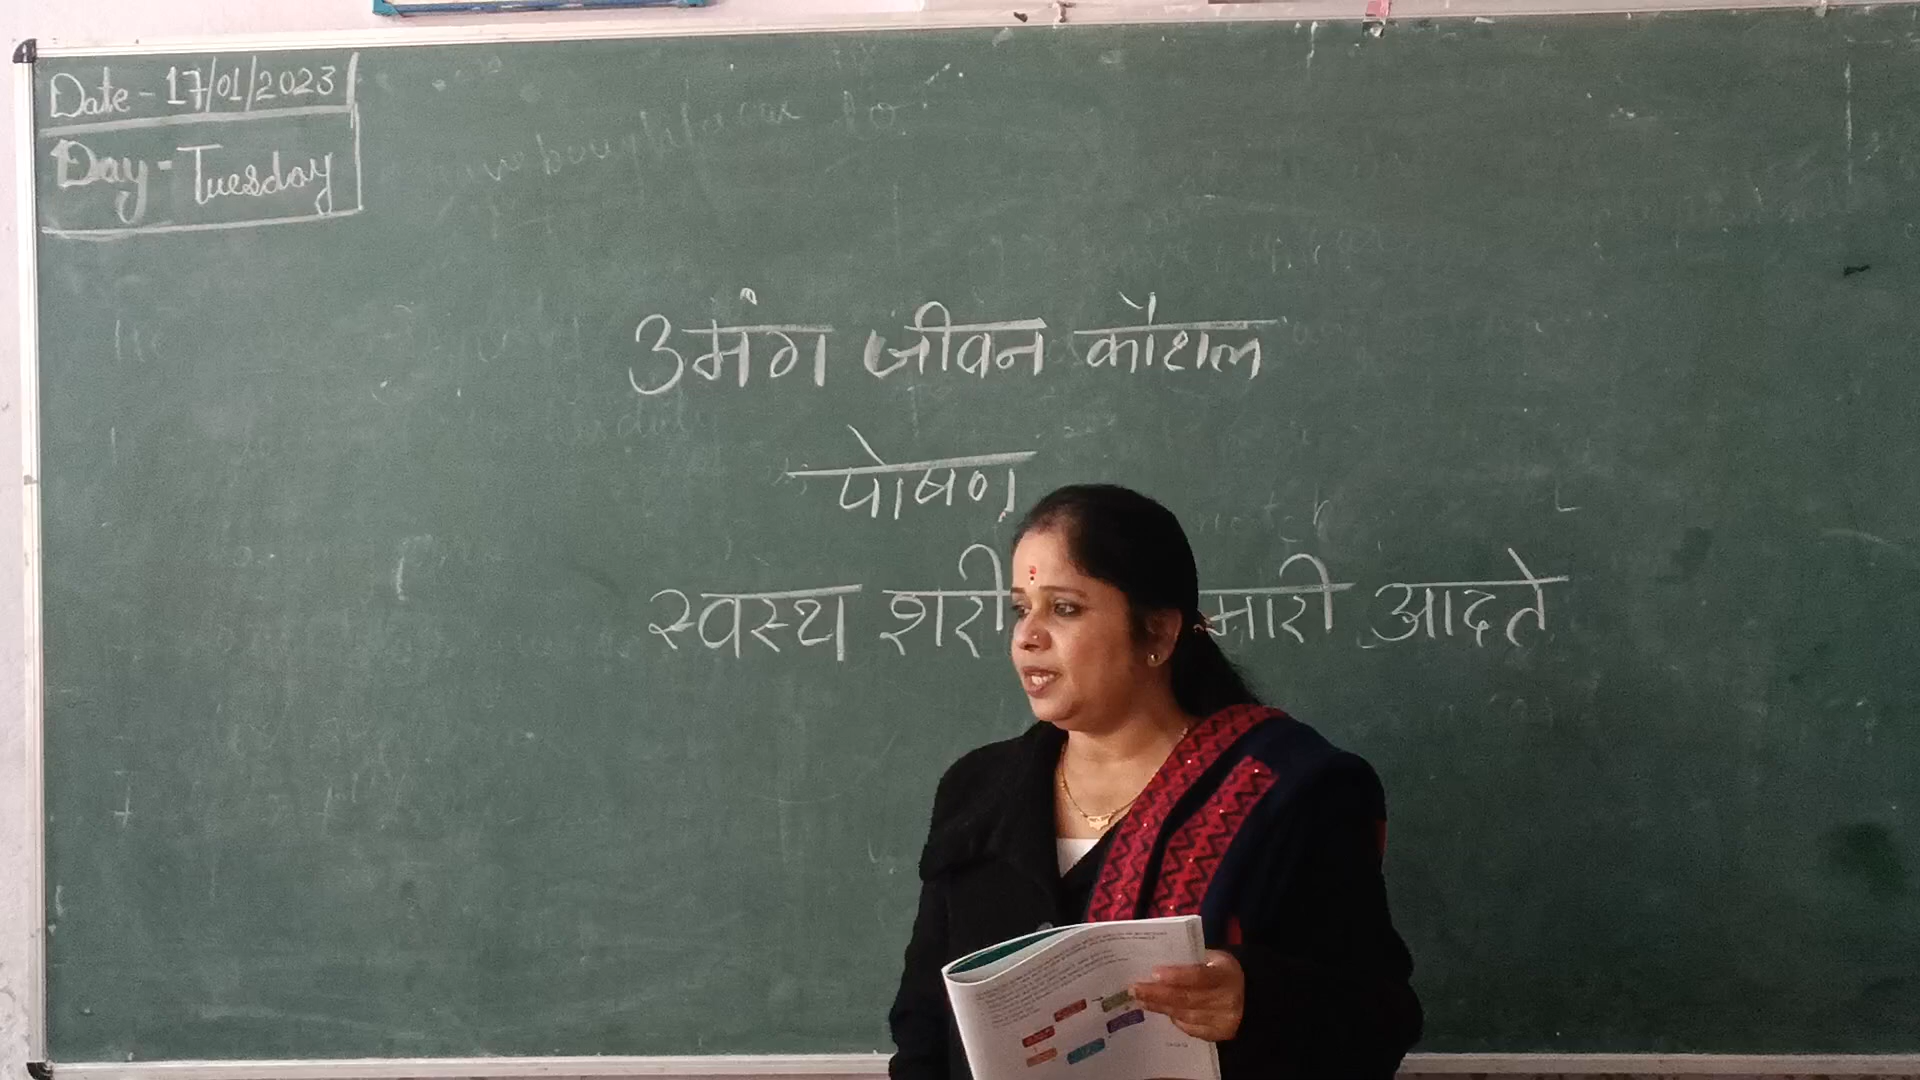 Date - 17/01/2023
Day - Tuesday
उमंग जीवन कौशल
पोषण
स्वस्थ शरी मारी आदते